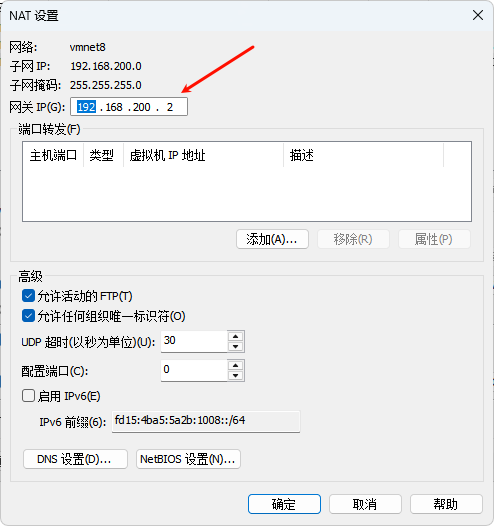 NAT 设置
网络: vmnet8
子网 IP: 192.168.200.0
子网掩码: 255.255.255.0
网关 IP(G): 192 .168 .200 . 2
端口转发(F)
主机端口 类型 虚拟机 IP 地址 描述
添加(A)... 移除(R) 属性(P)
高级
允许活动的 FTP(T)
允许任何组织唯一标识符(O)
UDP 超时(以秒为单位)(U): 30
配置端口(C): 0
启用 IPv6(E)
IPv6 前缀(6): fd15:4ba5:5a2b:1008::/64
DNS 设置(D)... NetBIOS 设置(N)...
确定 取消 帮助